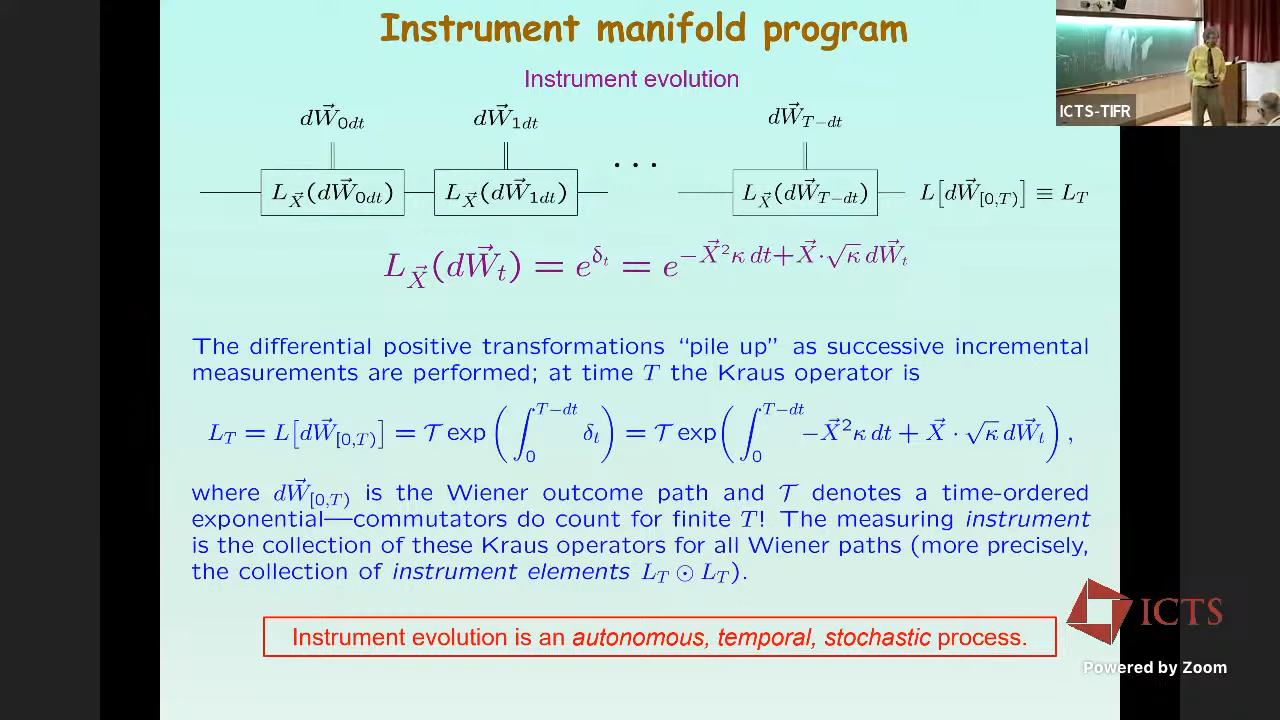 Instrument manifold program
Instrument evolution
dW⃗_{0dt} dW⃗_{1dt} dW⃗_{T−dt}
L_{X⃗}(dW⃗_{0dt}) L_{X⃗}(dW⃗_{1dt}) · · · L_{X⃗}(dW⃗_{T−dt}) L[dW⃗_{[0,T)}] ≡ L_T
L_{X⃗}(dW⃗_t) = e^{δ_t} = e^{−X⃗²κ dt+X⃗·√κ dW⃗_t}
The differential positive transformations “pile up” as successive incremental
measurements are performed; at time T the Kraus operator is
L_T = L[dW⃗_{[0,T)}] = 𝒯 exp(∫_0^{T−dt} δ_t) = 𝒯 exp(∫_0^{T−dt} −X⃗²κ dt + X⃗ · √κ dW⃗_t) ,
where dW⃗_{[0,T)} is the Wiener outcome path and 𝒯 denotes a time-ordered
exponential—commutators do count for finite T! The measuring instrument
is the collection of these Kraus operators for all Wiener paths (more precisely,
the collection of instrument elements L_T ⊙ L_T).
Instrument evolution is an autonomous, temporal, stochastic process.
ICTS-TIFR
ICTS
Powered by Zoom